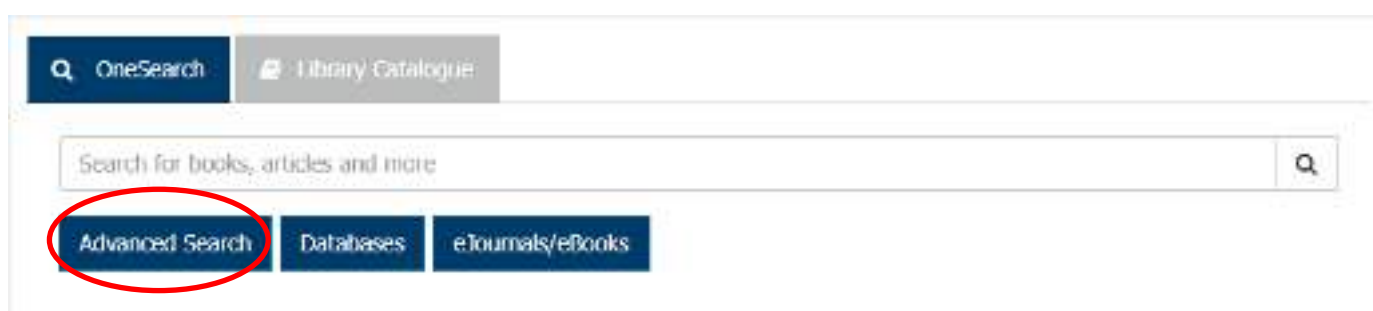 OneSearch Library Catalogue
Search for books, articles and more
Advanced Search Databases eJournals/eBooks